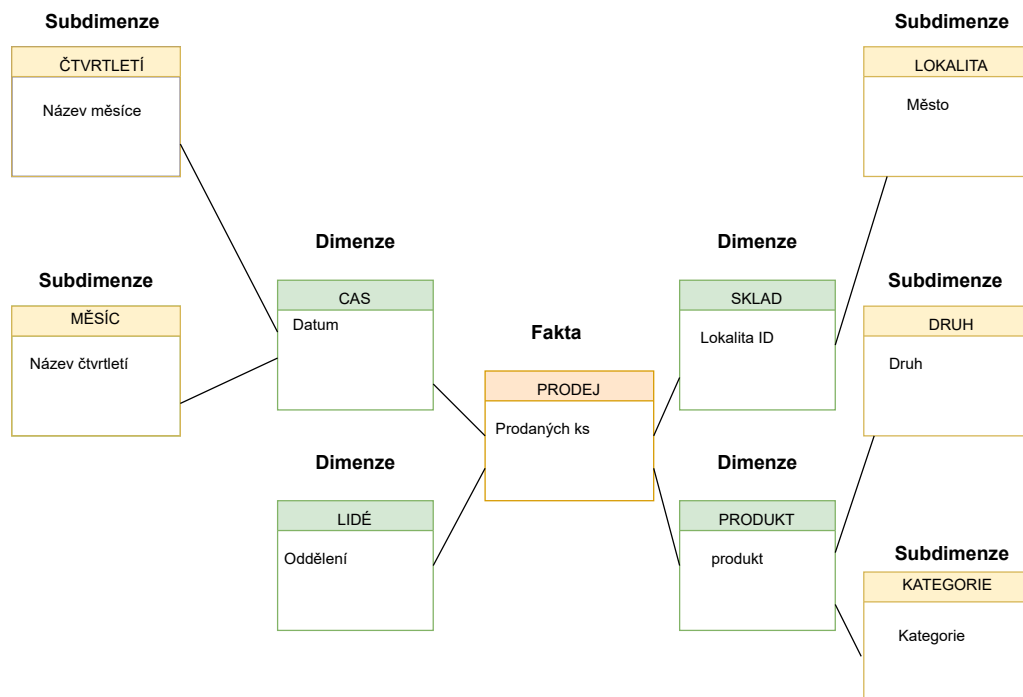 Subdimenze
ČTVRTLETÍ
Název měsíce
Subdimenze
LOKALITA
Město
Subdimenze
MĚSÍC
Název čtvrtletí
Dimenze
CAS
Datum
Fakta
PRODEJ
Prodaných ks
Dimenze
SKLAD
Lokalita ID
Subdimenze
DRUH
Druh
Dimenze
LIDÉ
Oddělení
Dimenze
PRODUKT
produkt
Subdimenze
KATEGORIE
Kategorie